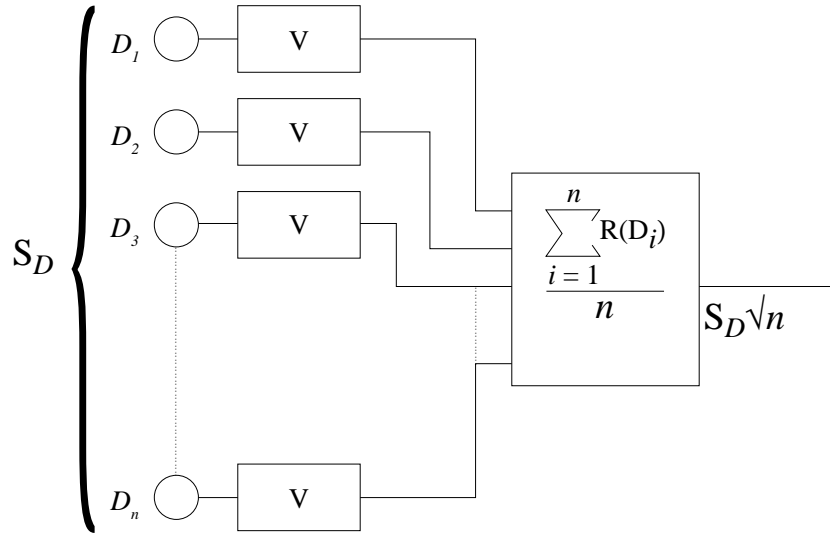 D1 V
D2 V
D3 V
SD
Dn V
n
∑ R(Di)
i = 1
n
SD√n